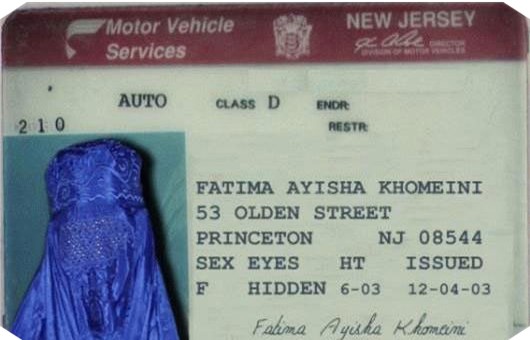 Motor Vehicle
Services
NEW JERSEY
DIRECTOR
DIVISION OF MOTOR VEHICLES
AUTO CLASS D ENDR:
RESTR:
210
FATIMA AYISHA KHOMEINI
53 OLDEN STREET
PRINCETON NJ 08544
SEX EYES HT ISSUED
F HIDDEN 6-03 12-04-03
Fatima Ayisha Khomeini